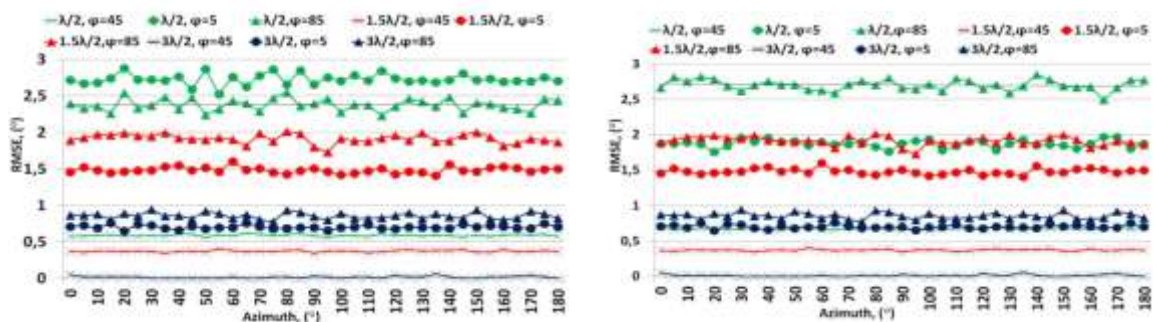 λ/2, φ=45 λ/2, φ=5 λ/2, φ=85 1.5λ/2, φ=45 1.5λ/2, φ=5
1.5λ/2, φ=85 3λ/2, φ=45 3λ/2, φ=5 3λ/2,φ=85
3
2,5
2
1,5
1
0,5
0
RMSE, (°)
0 10 20 30 40 50 60 70 80 90 100 110 120 130 140 150 160 170 180
Azimuth, (°)
λ/2, φ=45 λ/2, φ=5 λ/2, φ=85 1.5λ/2, φ=45 1.5λ/2, φ=5
1.5λ/2,φ=85 3λ/2, φ=45 3λ/2, φ=5 3λ/2, φ=85
3
2,5
2
1,5
1
0,5
0
RMSE, (°)
0 10 20 30 40 50 60 70 80 90 100 110 120 130 140 150 160 170 180
Azimuth, (°)